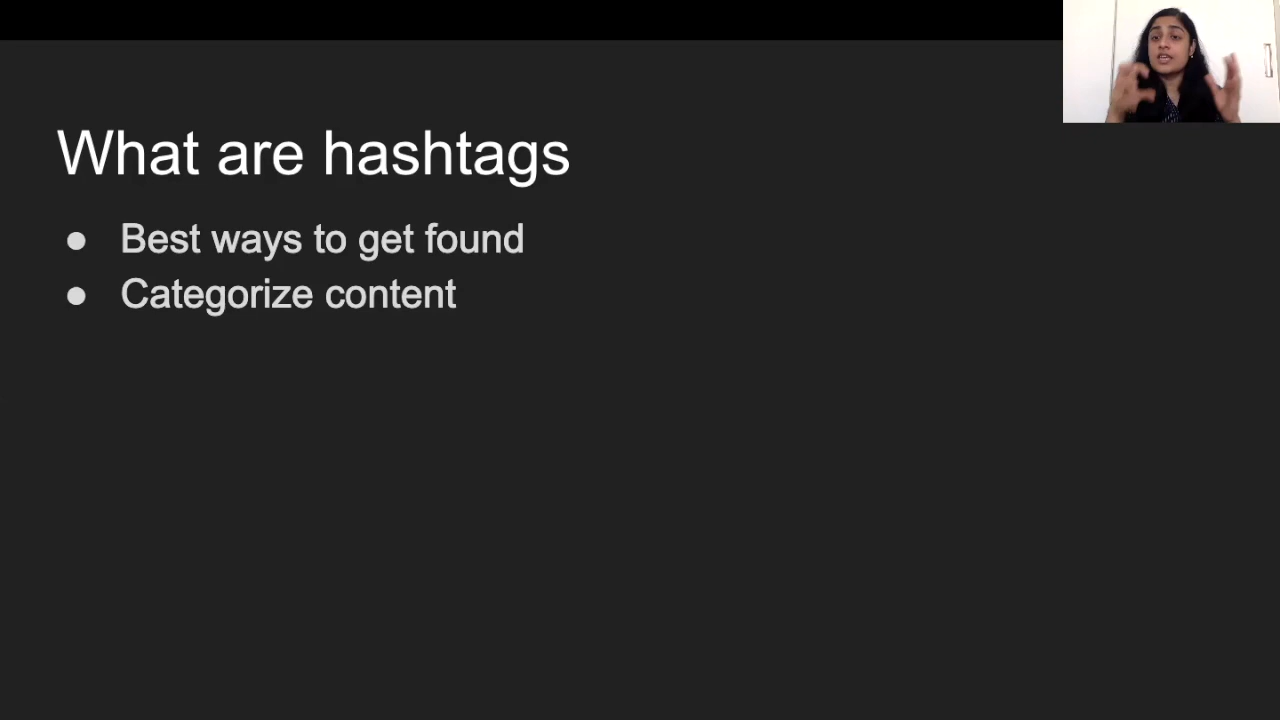 What are hashtags
● Best ways to get found
● Categorize content